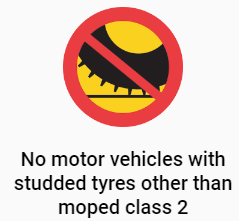 No motor vehicles with
studded tyres other than
moped class 2